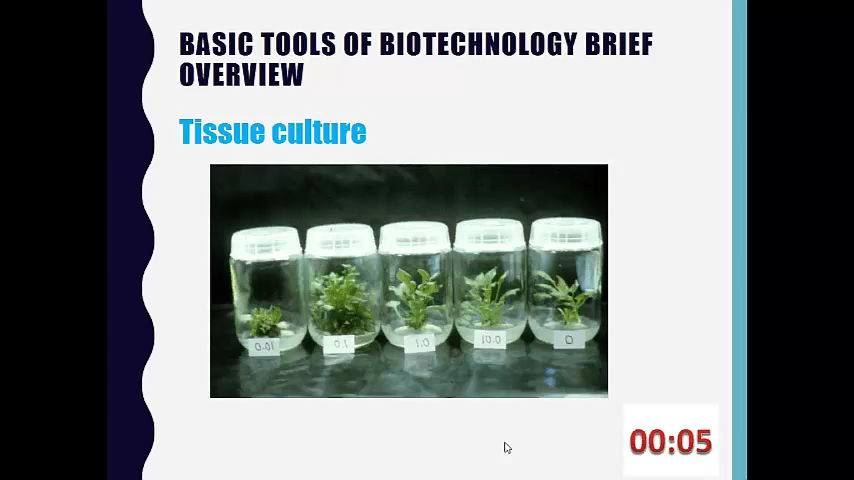 BASIC TOOLS OF BIOTECHNOLOGY BRIEF
OVERVIEW
Tissue culture
10.0
1.0
0.1
0.01
0
00:05